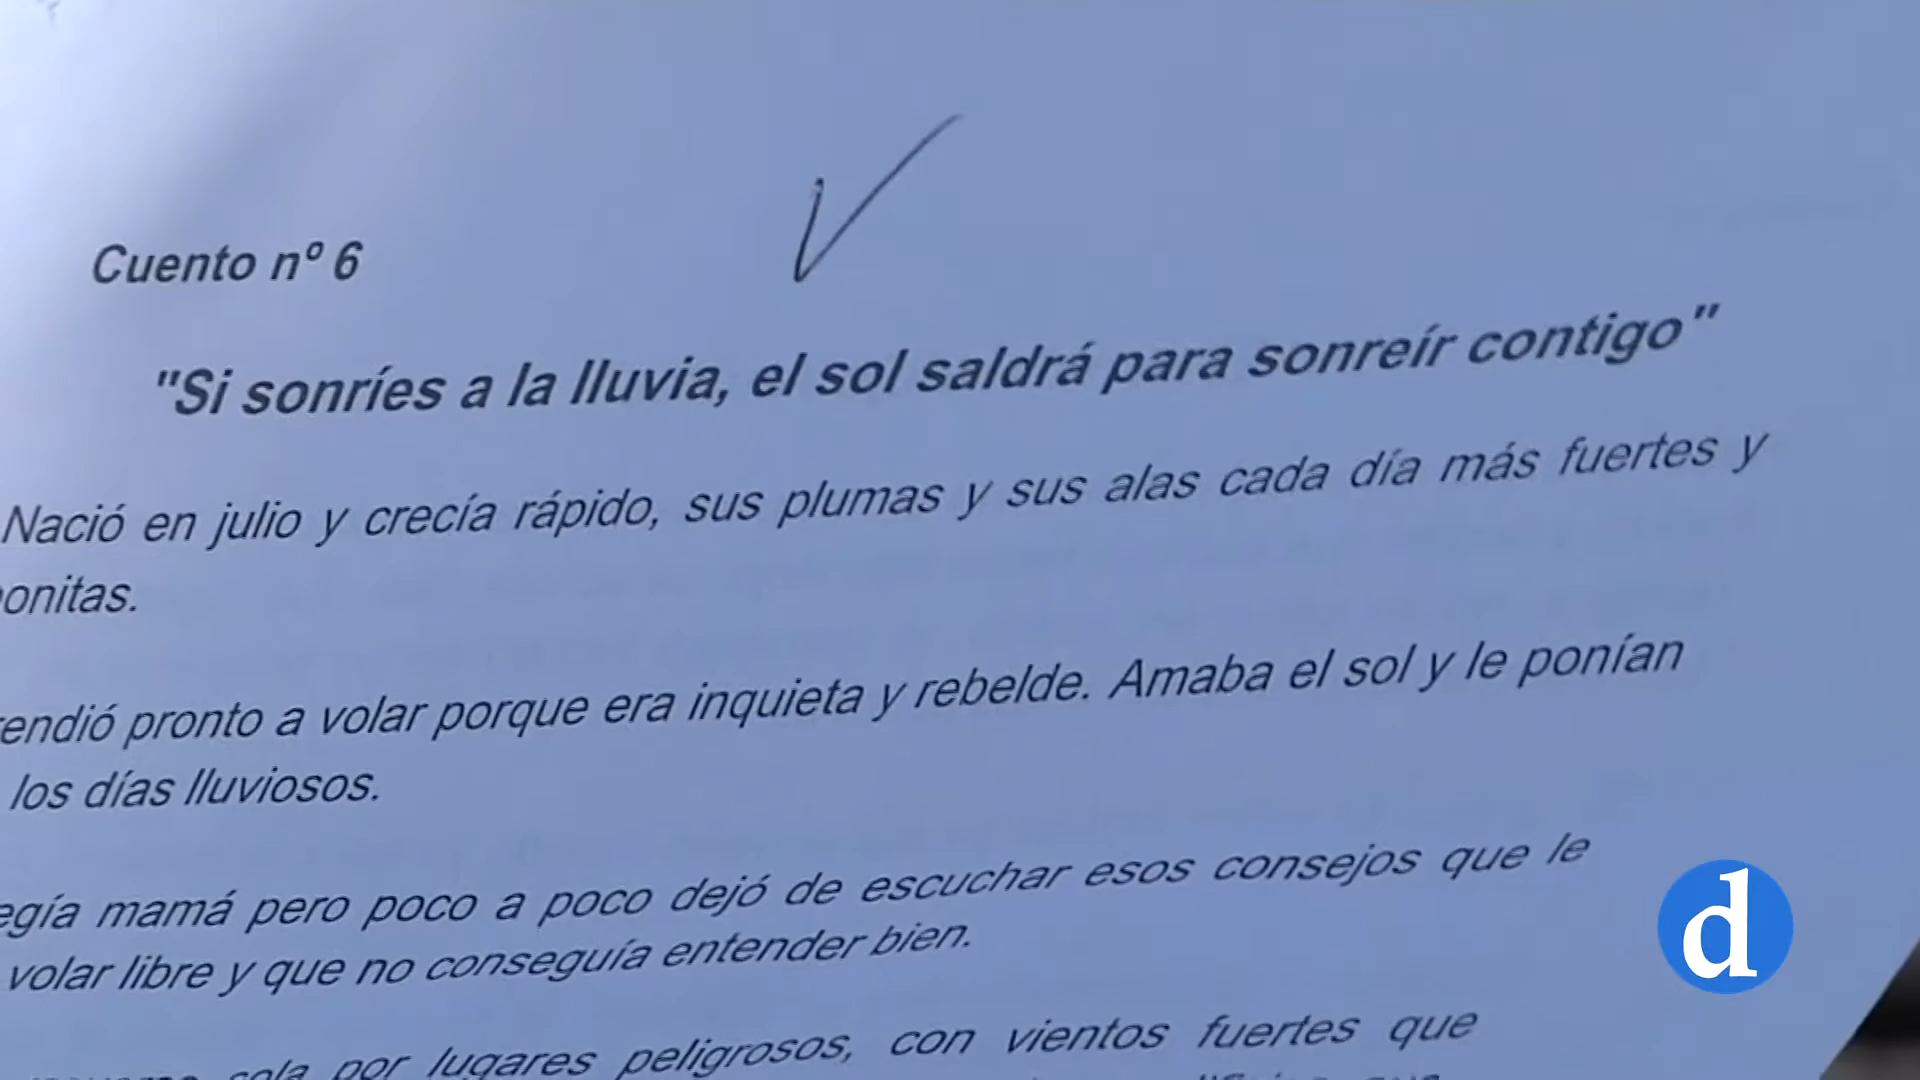 Cuento nº 6
"Si sonríes a la lluvia, el sol saldrá para sonreír contigo"
Nació en julio y crecía rápido, sus plumas y sus alas cada día más fuertes y
onitas.
endió pronto a volar porque era inquieta y rebelde. Amaba el sol y le ponían
los días lluviosos.
egía mamá pero poco a poco dejó de escuchar esos consejos que le
volar libre y que no conseguía entender bien.
sola por lugares peligrosos, con vientos fuertes que
d